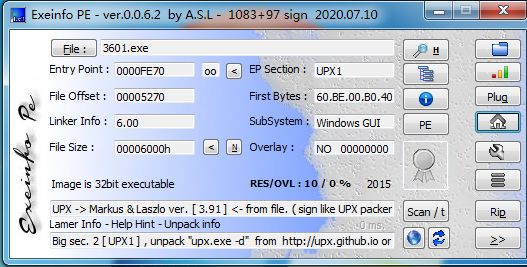 Exeinfo PE - ver.0.0.6.2 by A.S.L - 1083+97 sign 2020.07.10
File : 3601.exe H
Entry Point : 0000FE70 oo < EP Section : UPX1
File Offset : 00005270 First Bytes : 60.BE.00.B0.40 Plug
Linker Info : 6.00 SubSystem : Windows GUI PE
File Size : 00006000h < N Overlay : NO 00000000
Image is 32bit executable RES/OVL : 10 / 0 % 2015
UPX -> Markus & Laszlo ver. [ 3.91 ] <- from file. ( sign like UPX packer Scan / t Rip
Lamer Info - Help Hint - Unpack info
Big sec. 2 [ UPX1 ] , unpack "upx.exe -d" from http://upx.github.io or >>
Exeinfo Pe